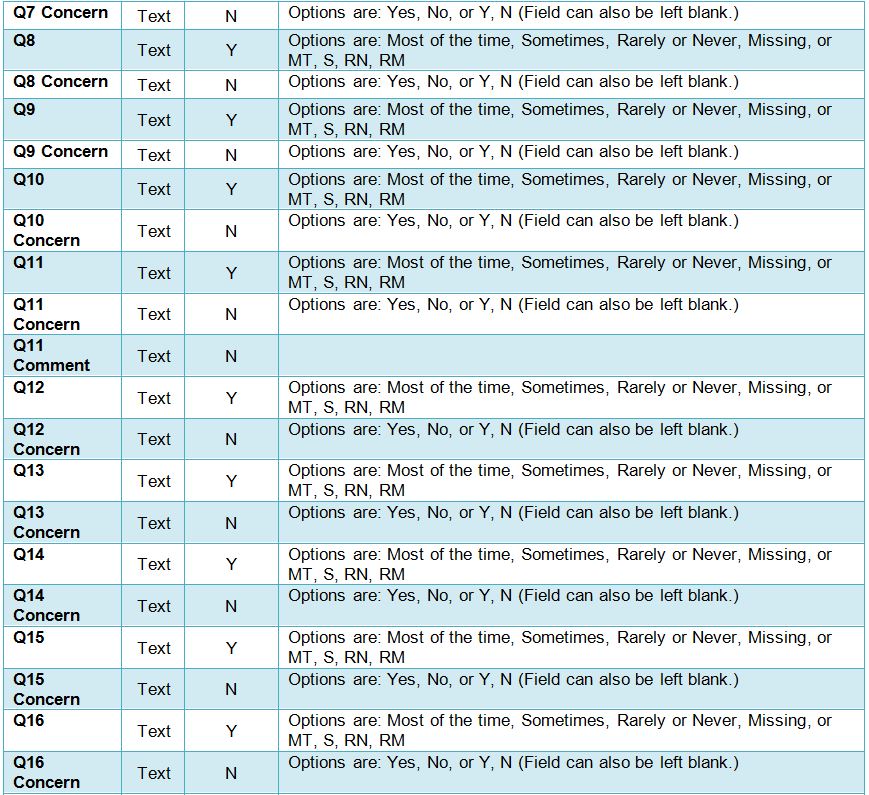 Q7 Concern Text N Options are: Yes, No, or Y, N (Field can also be left blank.)
Q8 Text Y Options are: Most of the time, Sometimes, Rarely or Never, Missing, or
MT, S, RN, RM
Q8 Concern Text N Options are: Yes, No, or Y, N (Field can also be left blank.)
Q9 Text Y Options are: Most of the time, Sometimes, Rarely or Never, Missing, or
MT, S, RN, RM
Q9 Concern Text N Options are: Yes, No, or Y, N (Field can also be left blank.)
Q10 Text Y Options are: Most of the time, Sometimes, Rarely or Never, Missing, or
MT, S, RN, RM
Q10 Text N Options are: Yes, No, or Y, N (Field can also be left blank.)
Concern
Q11 Text Y Options are: Most of the time, Sometimes, Rarely or Never, Missing, or
MT, S, RN, RM
Q11 Text N Options are: Yes, No, or Y, N (Field can also be left blank.)
Concern
Q11 Text N
Comment
Q12 Text Y Options are: Most of the time, Sometimes, Rarely or Never, Missing, or
MT, S, RN, RM
Q12 Text N Options are: Yes, No, or Y, N (Field can also be left blank.)
Concern
Q13 Text Y Options are: Most of the time, Sometimes, Rarely or Never, Missing, or
MT, S, RN, RM
Q13 Text N Options are: Yes, No, or Y, N (Field can also be left blank.)
Concern
Q14 Text Y Options are: Most of the time, Sometimes, Rarely or Never, Missing, or
MT, S, RN, RM
Q14 Text N Options are: Yes, No, or Y, N (Field can also be left blank.)
Concern
Q15 Text Y Options are: Most of the time, Sometimes, Rarely or Never, Missing, or
MT, S, RN, RM
Q15 Text N Options are: Yes, No, or Y, N (Field can also be left blank.)
Concern
Q16 Text Y Options are: Most of the time, Sometimes, Rarely or Never, Missing, or
MT, S, RN, RM
Q16 Text N Options are: Yes, No, or Y, N (Field can also be left blank.)
Concern